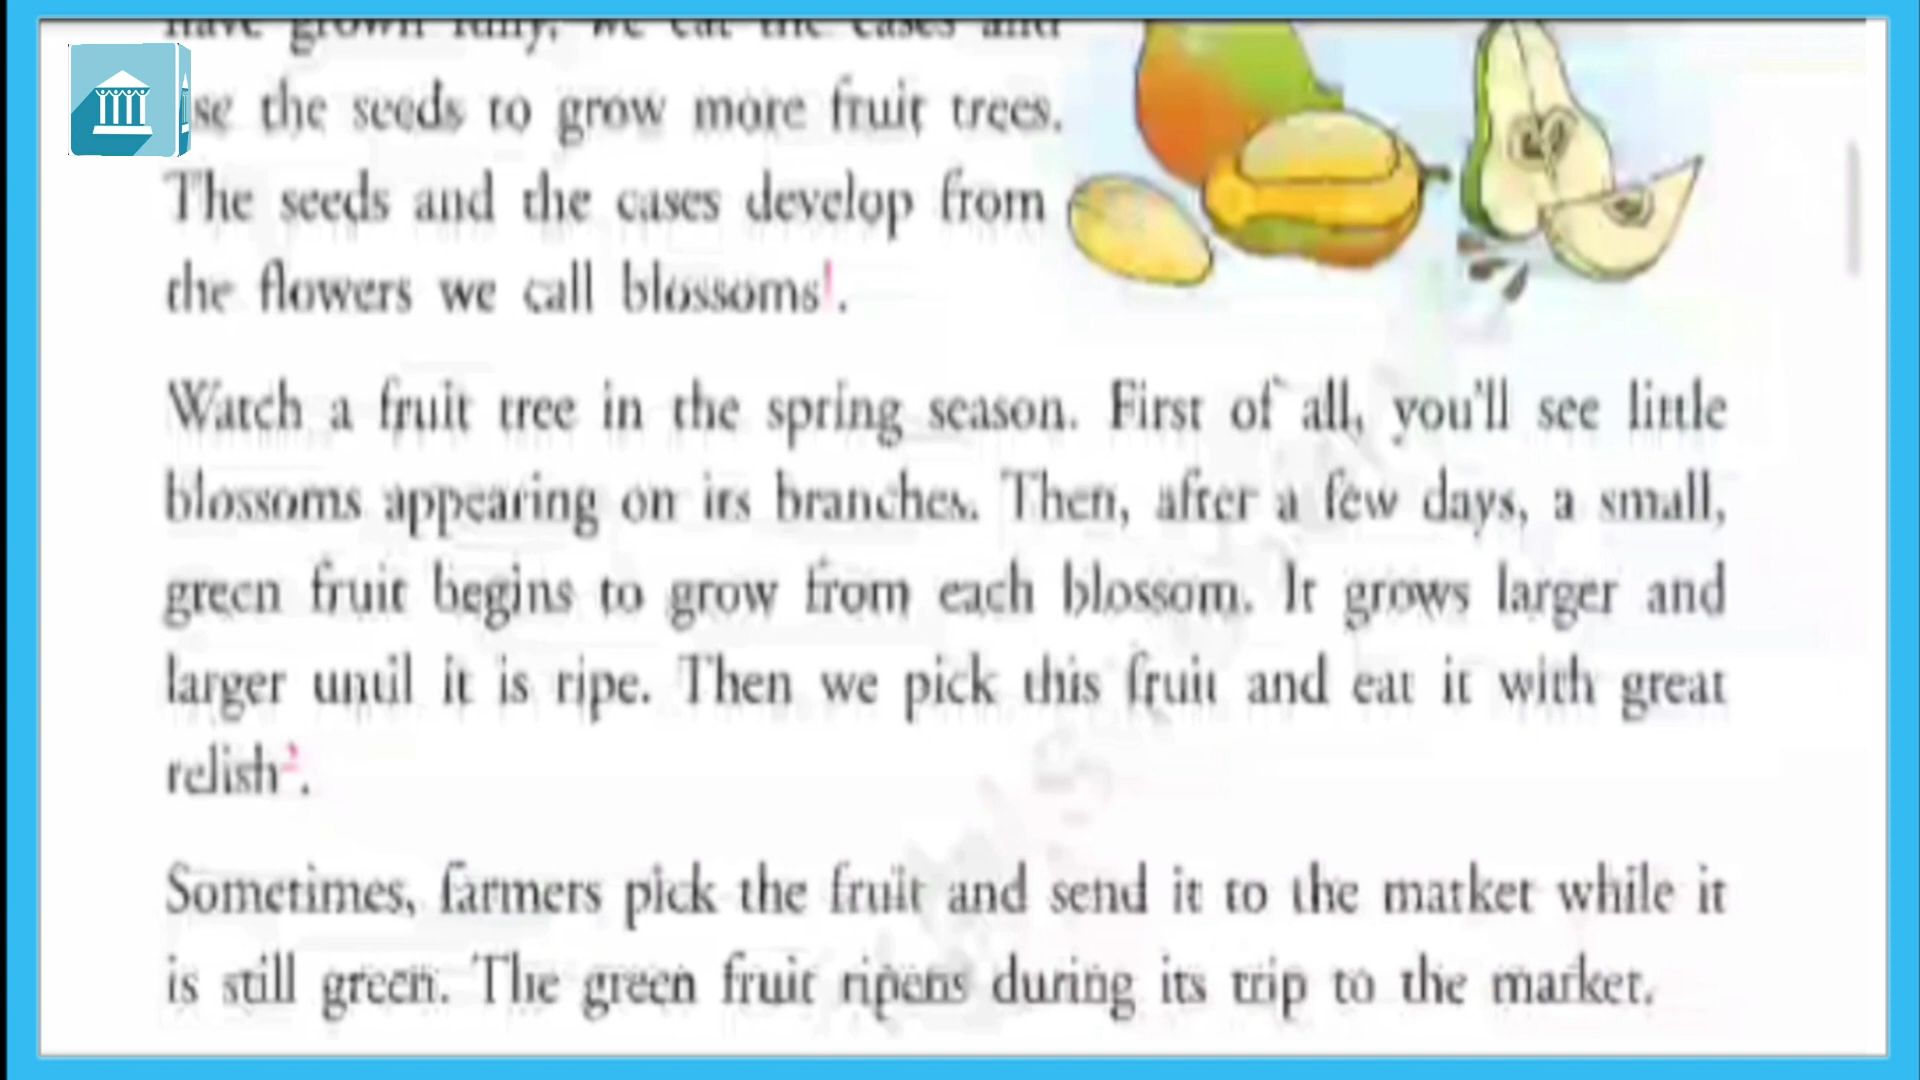 have grown fully, we eat the cases and
se the seeds to grow more fruit trees.
The seeds and the cases develop from
the flowers we call blossoms¹.
Watch a fruit tree in the spring season. First of all, you'll see little
blossoms appearing on its branches. Then, after a few days, a small,
green fruit begins to grow from each blossom. It grows larger and
larger until it is ripe. Then we pick this fruit and eat it with great
relish².
Sometimes, farmers pick the fruit and send it to the market while it
is still green. The green fruit ripens during its trip to the market.